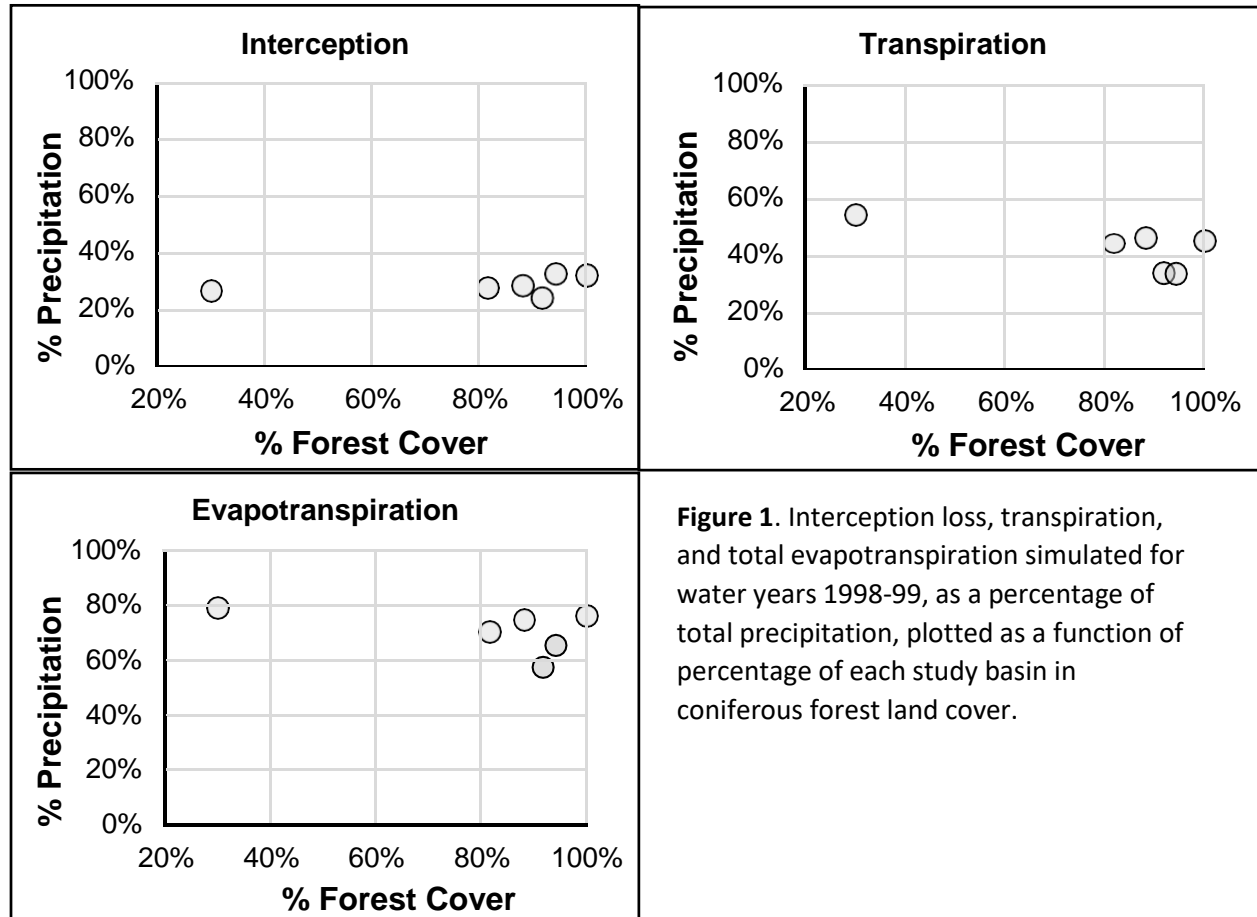 Interception
100%
80%
60%
40%
20%
0%
% Precipitation
20% 40% 60% 80% 100%
% Forest Cover
Transpiration
100%
80%
60%
40%
20%
0%
% Precipitation
20% 40% 60% 80% 100%
% Forest Cover
Evapotranspiration
100%
80%
60%
40%
20%
0%
% Precipitation
20% 40% 60% 80% 100%
% Forest Cover
Figure 1. Interception loss, transpiration,
and total evapotranspiration simulated for
water years 1998-99, as a percentage of
total precipitation, plotted as a function of
percentage of each study basin in
coniferous forest land cover.